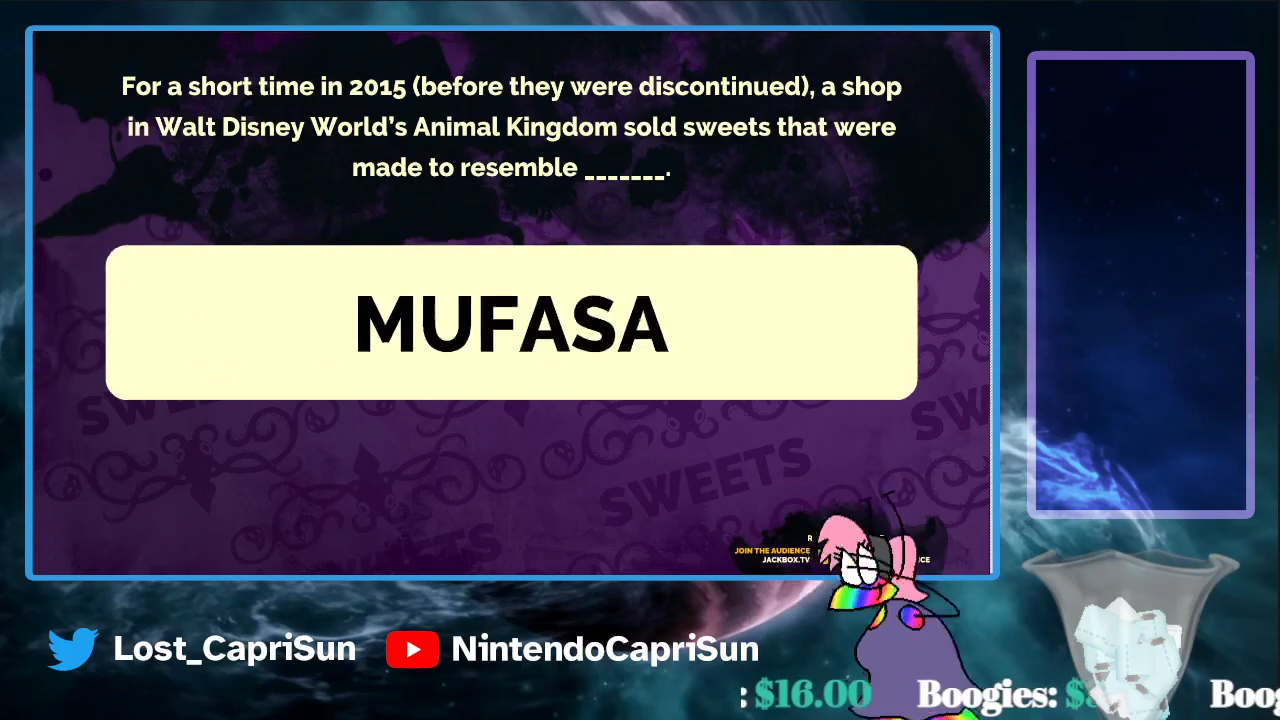 For a short time in 2015 (before they were discontinued), a shop
in Walt Disney World's Animal Kingdom sold sweets that were
made to resemble _______.
MUFASA
SWEETS
JOIN THE AUDIENCE
JACKBOX.TV
Lost_CapriSun
NintendoCapriSun
: $16.00
Boogies: